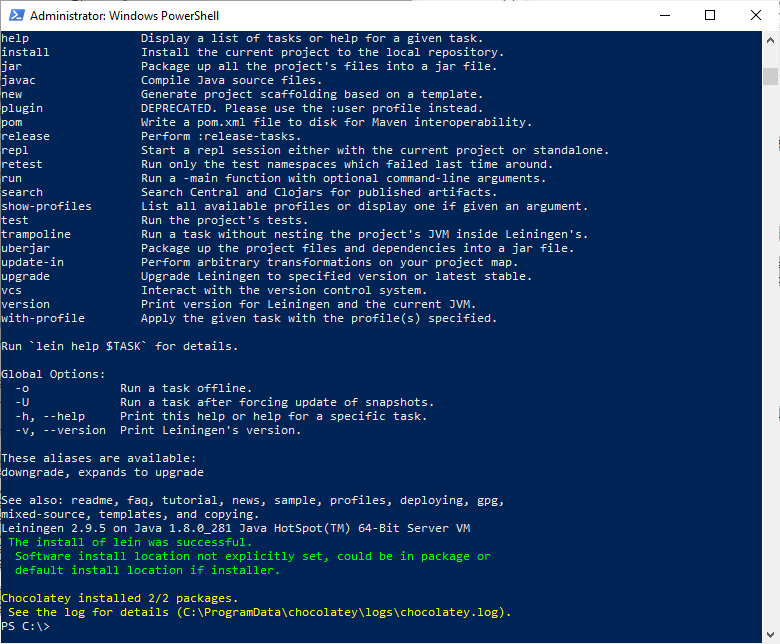 Administrator: Windows PowerShell
help                Display a list of tasks or help for a given task.
install             Install the current project to the local repository.
jar                 Package up all the project's files into a jar file.
javac               Compile Java source files.
new                 Generate project scaffolding based on a template.
plugin              DEPRECATED. Please use the :user profile instead.
pom                 Write a pom.xml file to disk for Maven interoperability.
release             Perform :release-tasks.
repl                Start a repl session either with the current project or standalone.
retest              Run only the test namespaces which failed last time around.
run                 Run a -main function with optional command-line arguments.
search              Search Central and Clojars for published artifacts.
show-profiles       List all available profiles or display one if given an argument.
test                Run the project's tests.
trampoline          Run a task without nesting the project's JVM inside Leiningen's.
uberjar             Package up the project files and dependencies into a jar file.
update-in           Perform arbitrary transformations on your project map.
upgrade             Upgrade Leiningen to specified version or latest stable.
vcs                 Interact with the version control system.
version             Print version for Leiningen and the current JVM.
with-profile        Apply the given task with the profile(s) specified.

Run `lein help $TASK` for details.

Global Options:
  -o             Run a task offline.
  -U             Run a task after forcing update of snapshots.
  -h, --help     Print this help or help for a specific task.
  -v, --version  Print Leiningen's version.

These aliases are available:
downgrade, expands to upgrade

See also: readme, faq, tutorial, news, sample, profiles, deploying, gpg,
mixed-source, templates, and copying.
Leiningen 2.9.5 on Java 1.8.0_281 Java HotSpot(TM) 64-Bit Server VM
 The install of lein was successful.
  Software install location not explicitly set, could be in package or
  default install location if installer.

Chocolatey installed 2/2 packages.
 See the log for details (C:\ProgramData\chocolatey\logs\chocolatey.log).
PS C:\>